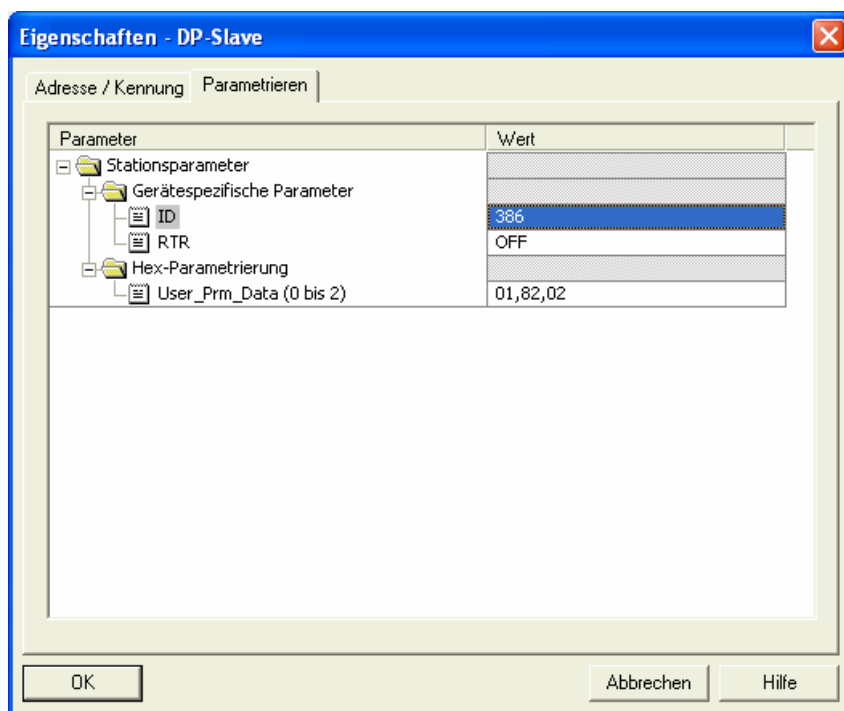 Eigenschaften - DP-Slave
Adresse / Kennung Parametrieren
Parameter Wert
Stationsparameter
Gerätespezifische Parameter
ID 386
RTR OFF
Hex-Parametrierung
User_Prm_Data (0 bis 2) 01,82,02
OK Abbrechen Hilfe